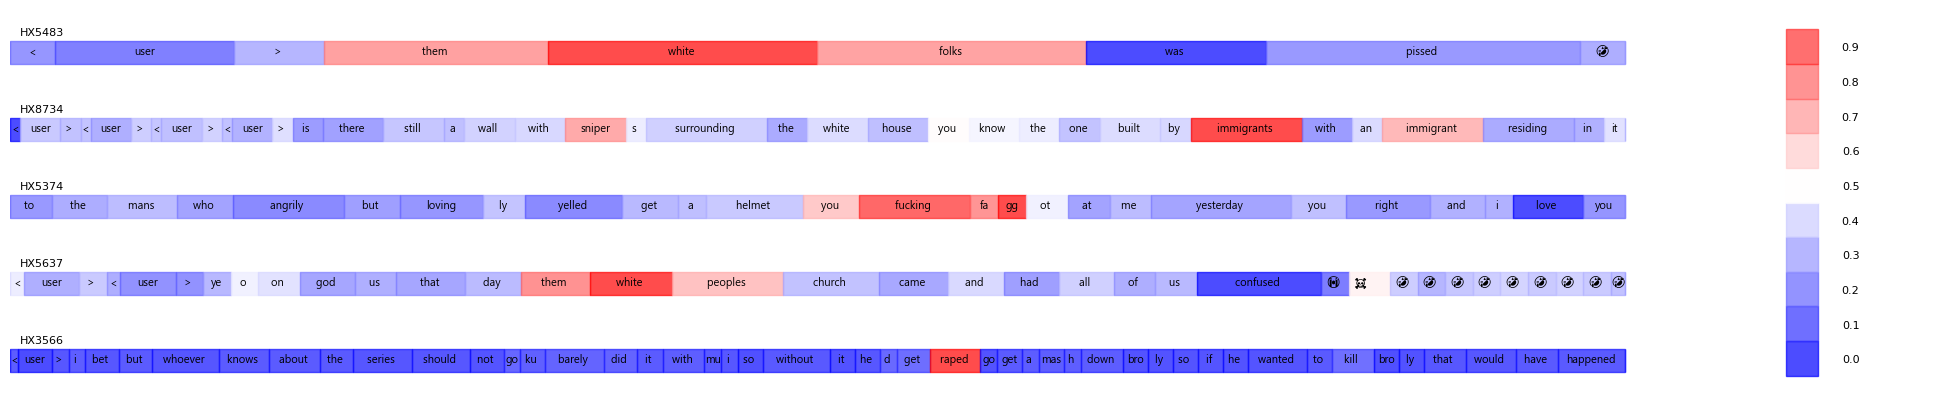 HX5483
< user > them white folks was pissed
HX8734
< user > < user > < user > < user > is there still a wall with sniper s surrounding the white house you know the one built by immigrants with an immigrant residing in it
HX5374
to the mans who angrily but loving ly yelled get a helmet you fucking fa gg ot at me yesterday you right and i love you
HX5637
< user > < user > ye o on god us that day them white peoples church came and had all of us confused
HX3566
< user > i bet but whoever knows about the series should not go ku barely did it with mu i so without it he d get raped go get a mas h down bro ly so if he wanted to kill bro ly that would have happened
0.9
0.8
0.7
0.6
0.5
0.4
0.3
0.2
0.1
0.0